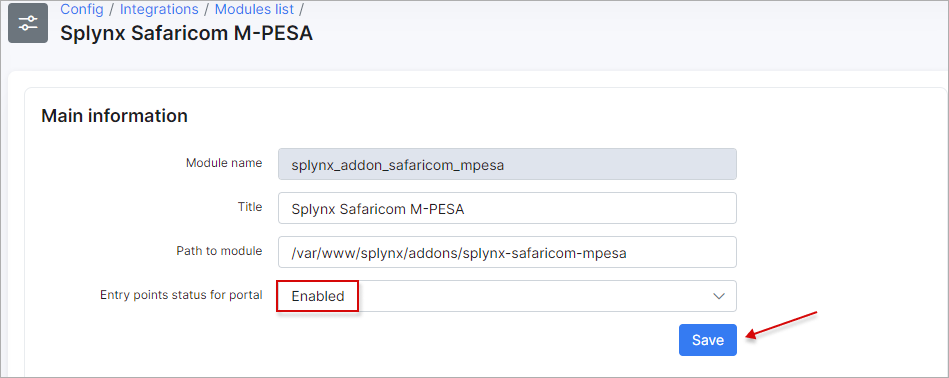 Config / Integrations / Modules list /
Splynx Safaricom M-PESA
Main information
Module name splynx_addon_safaricom_mpesa
Title Splynx Safaricom M-PESA
Path to module /var/www/splynx/addons/splynx-safaricom-mpesa
Entry points status for portal Enabled
Save